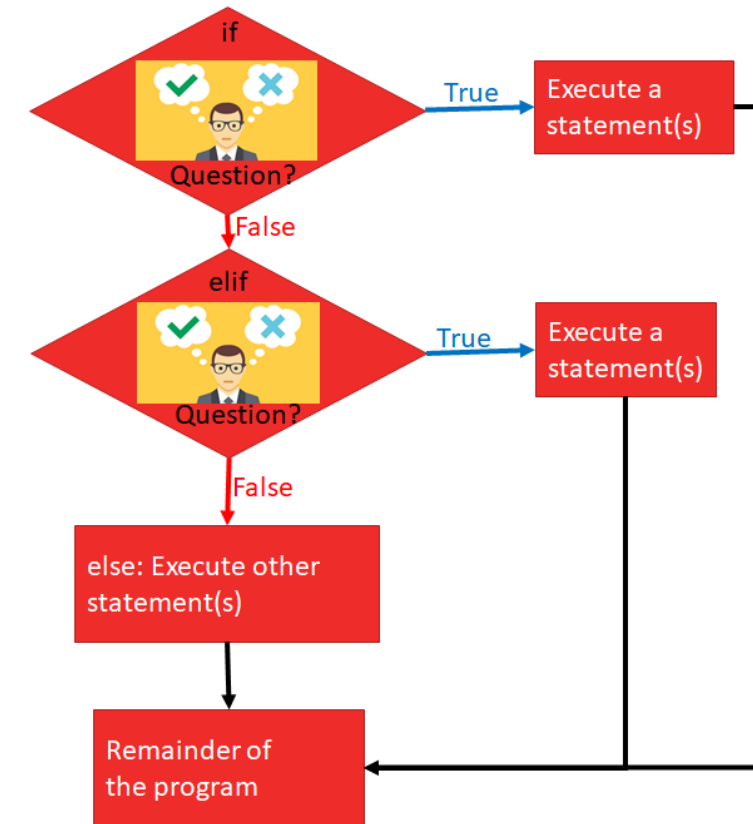 if
Question?
True
Execute a
statement(s)
False
elif
Question?
True
Execute a
statement(s)
False
else: Execute other
statement(s)
Remainder of
the program